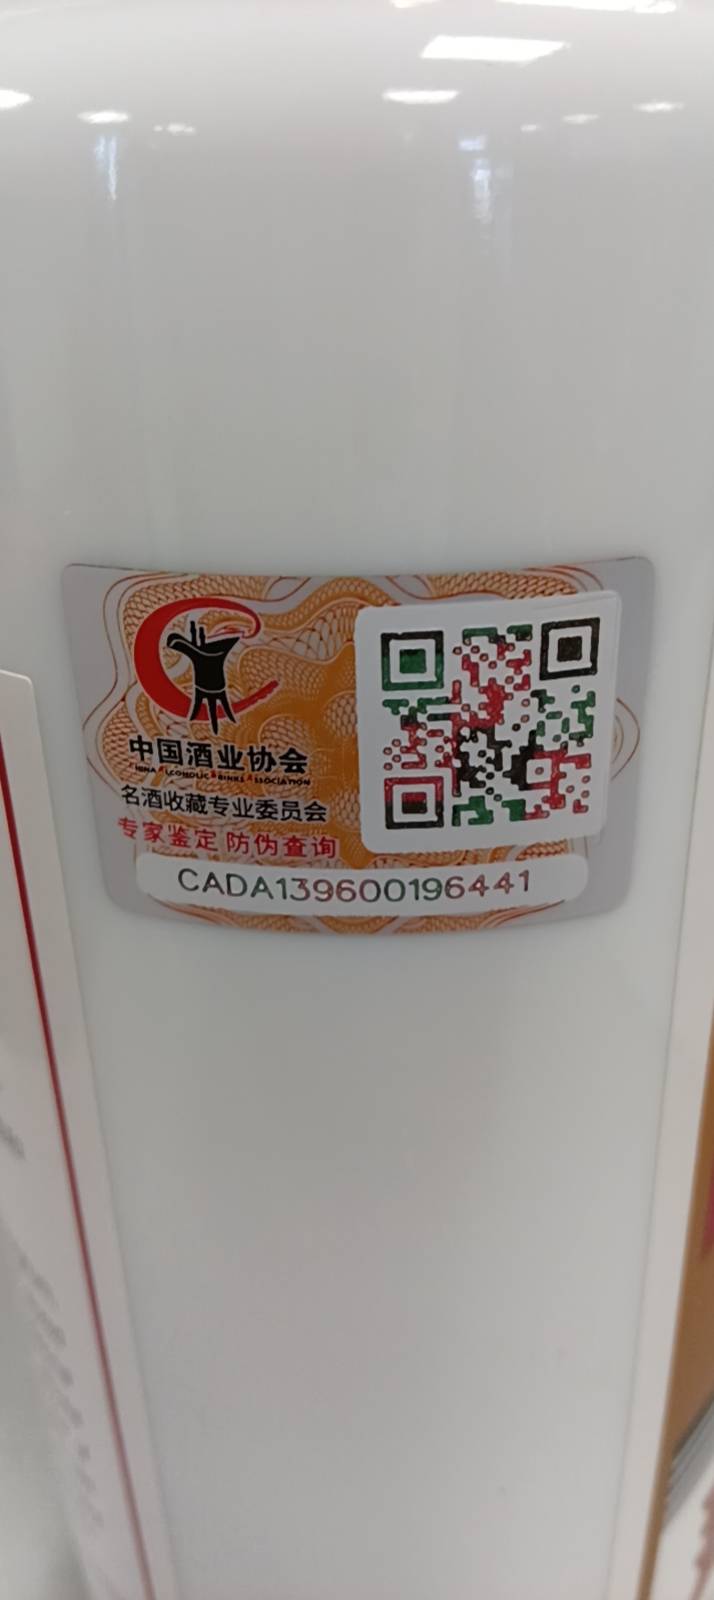 中国酒业协会
CHINA ALCOHOLIC DRINKS ASSOCIATION
名酒收藏专业委员会
专家鉴定 防伪查询
CADA139600196441